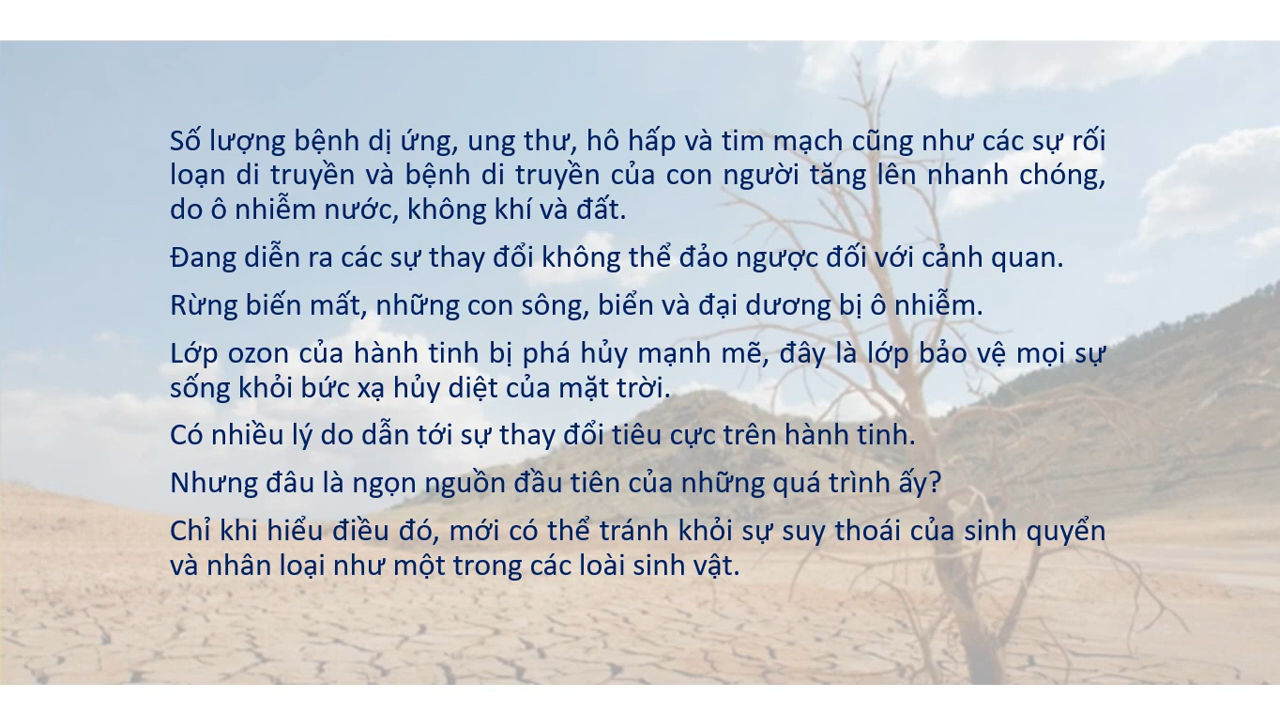 Số lượng bệnh dị ứng, ung thư, hô hấp và tim mạch cũng như các sự rối
loạn di truyền và bệnh di truyền của con người tăng lên nhanh chóng,
do ô nhiễm nước, không khí và đất.
Đang diễn ra các sự thay đổi không thể đảo ngược đối với cảnh quan.
Rừng biến mất, những con sông, biển và đại dương bị ô nhiễm.
Lớp ozon của hành tinh bị phá hủy mạnh mẽ, đây là lớp bảo vệ mọi sự
sống khỏi bức xạ hủy diệt của mặt trời.
Có nhiều lý do dẫn tới sự thay đổi tiêu cực trên hành tinh.
Nhưng đâu là ngọn nguồn đầu tiên của những quá trình ấy?
Chỉ khi hiểu điều đó, mới có thể tránh khỏi sự suy thoái của sinh quyển
và nhân loại như một trong các loài sinh vật.